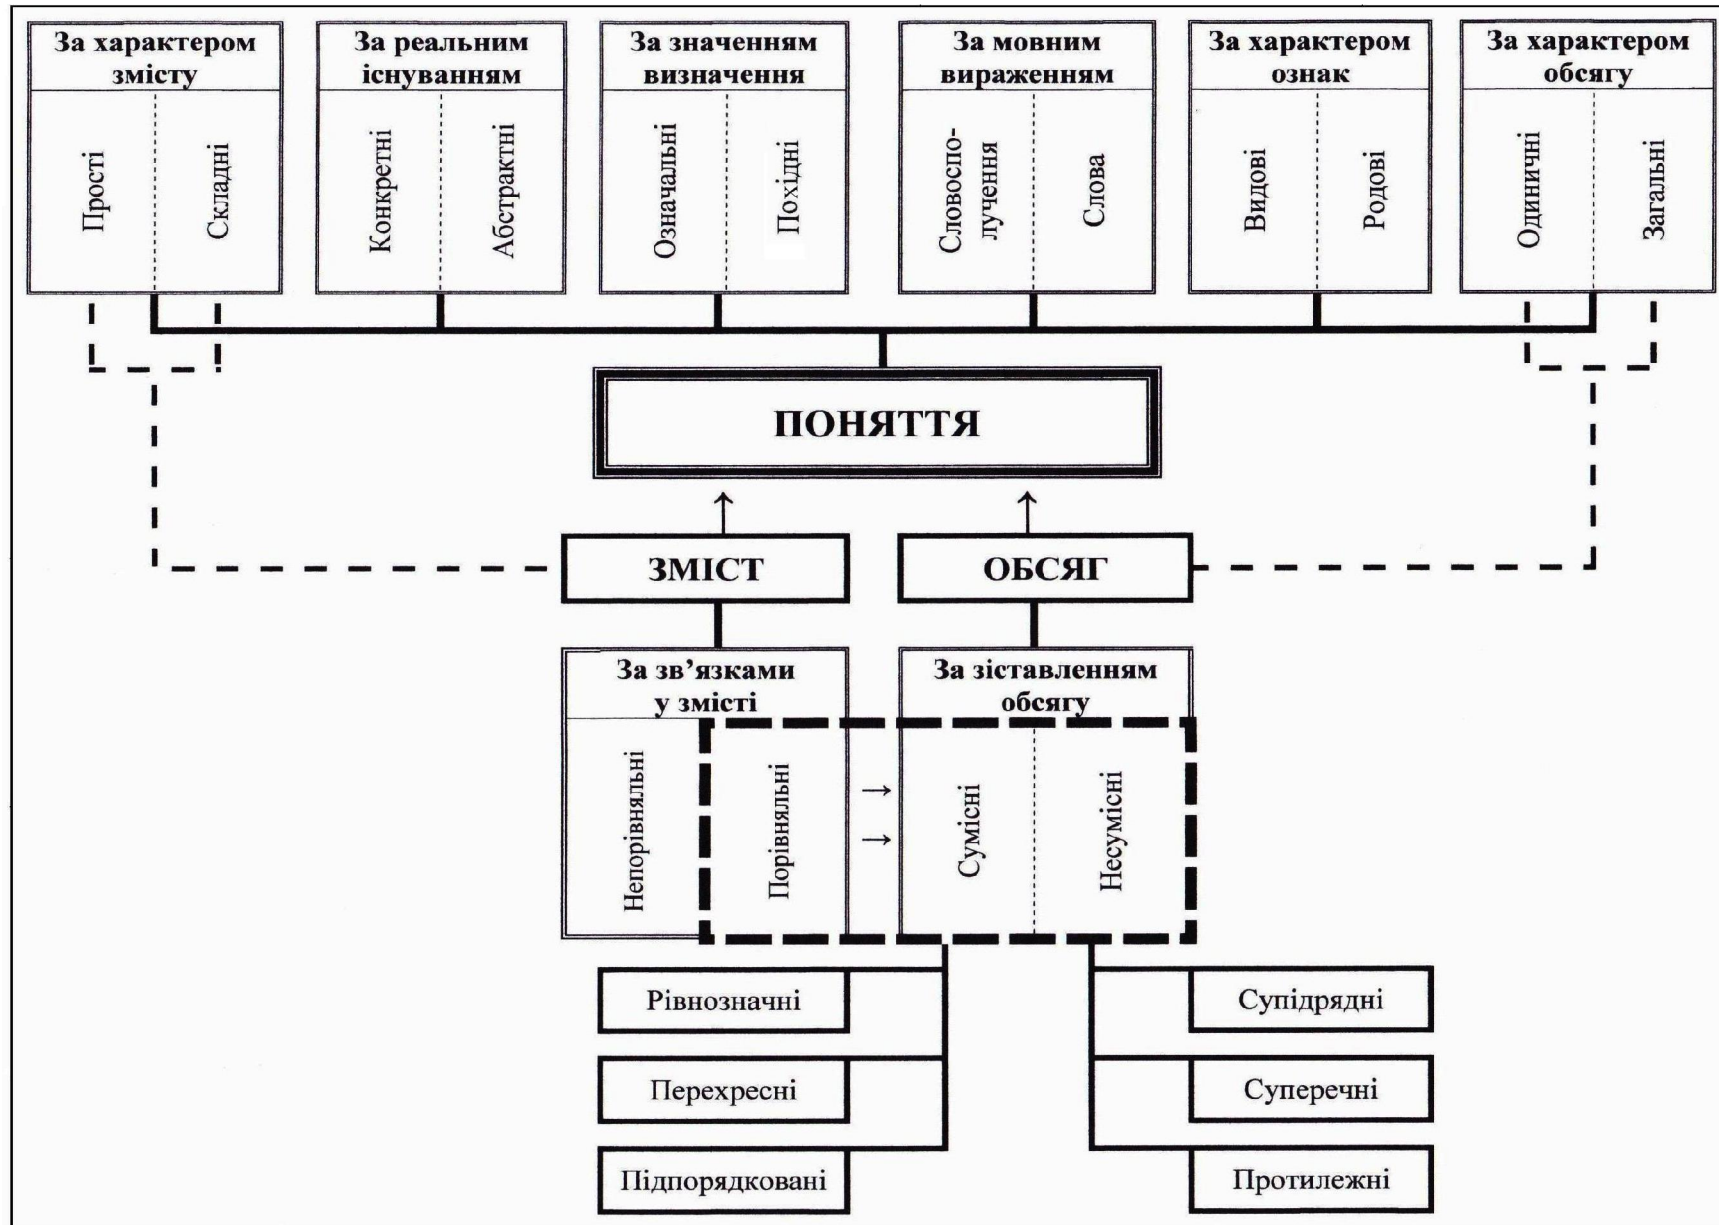 За характером
змісту
Прості
Складні
За реальним
існуванням
Конкретні
Абстрактні
За значенням
визначення
Означальні
Похідні
За мовним
вираженням
Словоспо-
лучення
Слова
За характером
ознак
Видові
Родові
За характером
обсягу
Одиничні
Загальні
ПОНЯТТЯ
ЗМІСТ
ОБСЯГ
За зв’язками
у змісті
Непорівняльні
Порівняльні
→
→
За зіставленням
обсягу
Сумісні
Несумісні
Рівнозначні
Перехресні
Підпорядковані
Супідрядні
Суперечні
Протилежні